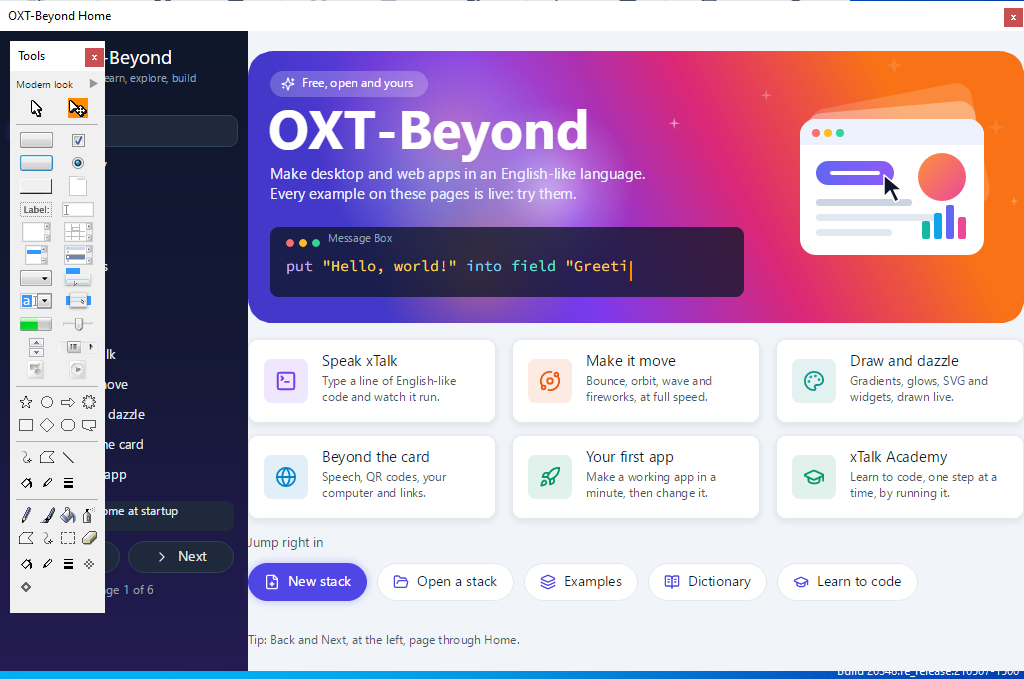 OXT-Beyond Home
x
Tools
x
Modern look
Label:
-Beyond
earn, explore, build
lk
ove
dazzle
e card
app
ome at startup
Next
ge 1 of 6
Free, open and yours
OXT-Beyond
Make desktop and web apps in an English-like language.
Every example on these pages is live: try them.
Message Box
put "Hello, world!" into field "Greeti
Speak xTalk
Type a line of English-like
code and watch it run.
Make it move
Bounce, orbit, wave and
fireworks, at full speed.
Draw and dazzle
Gradients, glows, SVG and
widgets, drawn live.
Beyond the card
Speech, QR codes, your
computer and links.
Your first app
Make a working app in a
minute, then change it.
xTalk Academy
Learn to code, one step at a
time, by running it.
Jump right in
New stack
Open a stack
Examples
Dictionary
Learn to code
Tip: Back and Next, at the left, page through Home.